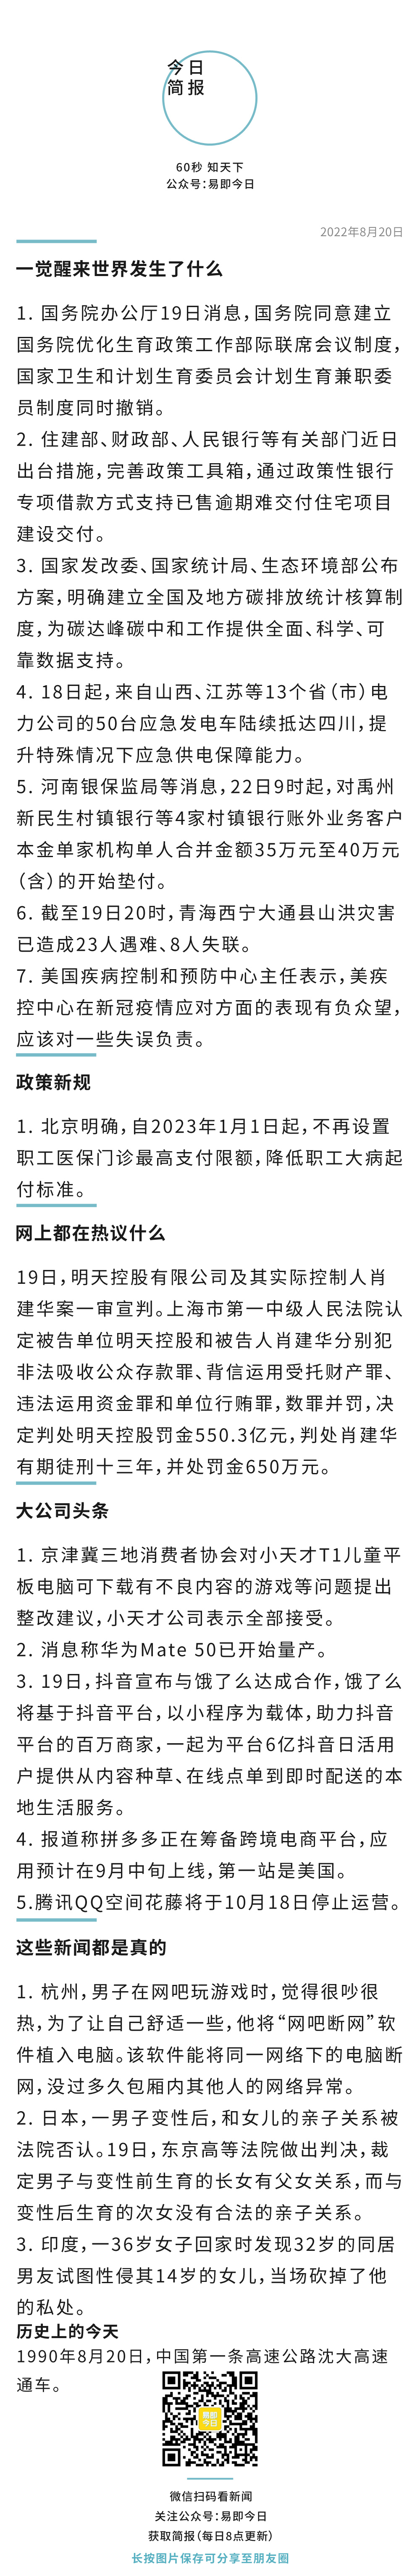 今日
简报
60秒 知天下
公众号：易即今日
2022年8月20日
一觉醒来世界发生了什么
1. 国务院办公厅19日消息，国务院同意建立
国务院优化生育政策工作部际联席会议制度，
国家卫生和计划生育委员会计划生育兼职委
员制度同时撤销。
2. 住建部、财政部、人民银行等有关部门近日
出台措施，完善政策工具箱，通过政策性银行
专项借款方式支持已售逾期难交付住宅项目
建设交付。
3. 国家发改委、国家统计局、生态环境部公布
方案，明确建立全国及地方碳排放统计核算制
度，为碳达峰碳中和工作提供全面、科学、可
靠数据支持。
4. 18日起，来自山西、江苏等13个省（市）电
力公司的50台应急发电车陆续抵达四川，提
升特殊情况下应急供电保障能力。
5. 河南银保监局等消息，22日9时起，对禹州
新民生村镇银行等4家村镇银行账外业务客户
本金单家机构单人合并金额35万元至40万元
（含）的开始垫付。
6. 截至19日20时，青海西宁大通县山洪灾害
已造成23人遇难、8人失联。
7. 美国疾病控制和预防中心主任表示，美疾
控中心在新冠疫情应对方面的表现有负众望，
应该对一些失误负责。
政策新规
1. 北京明确，自2023年1月1日起，不再设置
职工医保门诊最高支付限额，降低职工大病起
付标准。
网上都在热议什么
19日，明天控股有限公司及其实际控制人肖
建华案一审宣判。上海市第一中级人民法院认
定被告单位明天控股和被告人肖建华分别犯
非法吸收公众存款罪、背信运用受托财产罪、
违法运用资金罪和单位行贿罪，数罪并罚，决
定判处明天控股罚金550.3亿元，判处肖建华
有期徒刑十三年，并处罚金650万元。
大公司头条
1. 京津冀三地消费者协会对小天才T1儿童平
板电脑可下载有不良内容的游戏等问题提出
整改建议，小天才公司表示全部接受。
2. 消息称华为Mate 50已开始量产。
3. 19日，抖音宣布与饿了么达成合作，饿了么
将基于抖音平台，以小程序为载体，助力抖音
平台的百万商家，一起为平台6亿抖音日活用
户提供从内容种草、在线点单到即时配送的本
地生活服务。
4. 报道称拼多多正在筹备跨境电商平台，应
用预计在9月中旬上线，第一站是美国。
5.腾讯QQ空间花藤将于10月18日停止运营。
这些新闻都是真的
1. 杭州，男子在网吧玩游戏时，觉得很吵很
热，为了让自己舒适一些，他将“网吧断网”软
件植入电脑。该软件能将同一网络下的电脑断
网，没过多久包厢内其他人的网络异常。
2. 日本，一男子变性后，和女儿的亲子关系被
法院否认。19日，东京高等法院做出判决，裁
定男子与变性前生育的长女有父女关系，而与
变性后生育的次女没有合法的亲子关系。
3. 印度，一36岁女子回家时发现32岁的同居
男友试图性侵其14岁的女儿，当场砍掉了他
的私处。
历史上的今天
1990年8月20日，中国第一条高速公路沈大高速
通车。
易即
今日
微信扫码看新闻
关注公众号：易即今日
获取简报（每日8点更新）
长按图片保存可分享至朋友圈